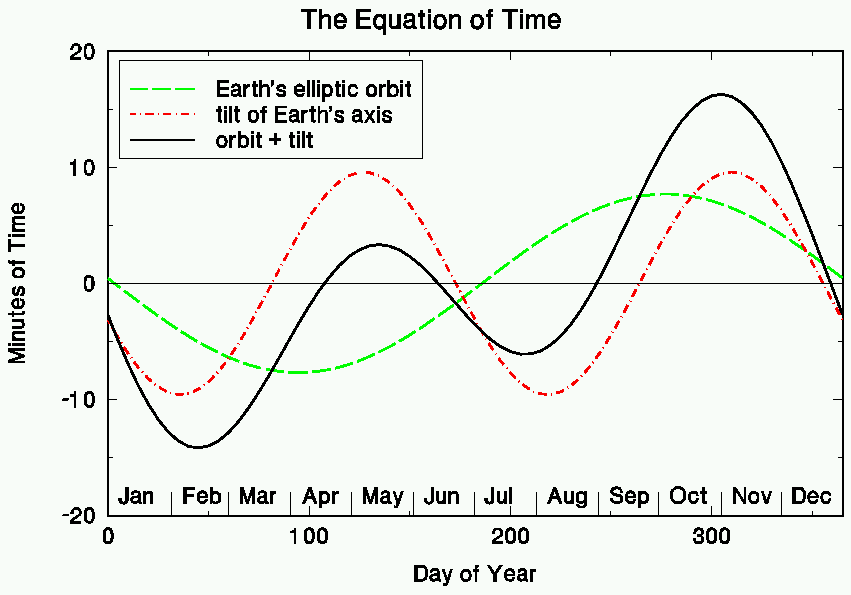 The Equation of Time
20
Earth's elliptic orbit
tilt of Earth's axis
orbit + tilt
10
Minutes of Time
0
-10
Jan Feb Mar Apr May Jun Jul Aug Sep Oct Nov Dec
-20
0 100 200 300
Day of Year